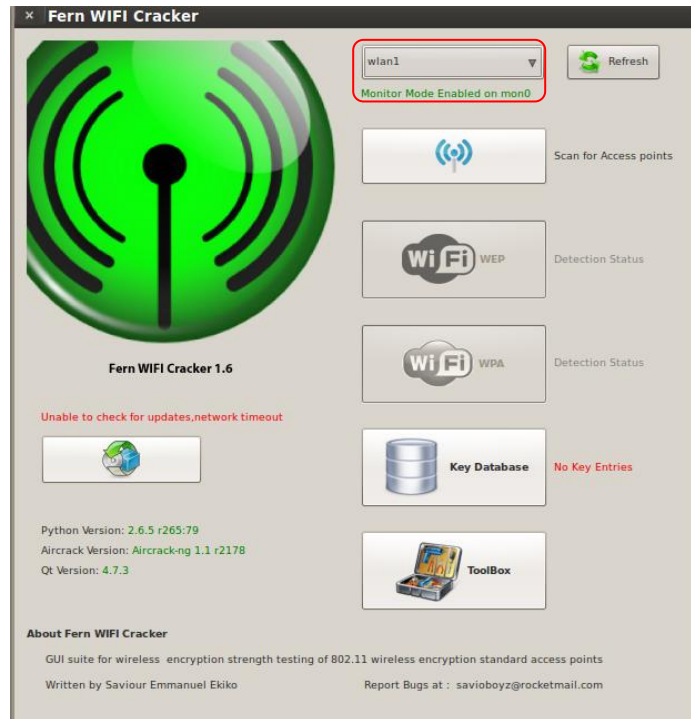 × Fern WIFI Cracker
wlan1
Refresh
Monitor Mode Enabled on mon0
Scan for Access points
Wi Fi WEP
Detection Status
Fern WIFI Cracker 1.6
Wi Fi WPA
Detection Status
Unable to check for updates,network timeout
Key Database
No Key Entries
Python Version: 2.6.5 r265:79
Aircrack Version: Aircrack-ng 1.1 r2178
Qt Version: 4.7.3
ToolBox
About Fern WIFI Cracker
GUI suite for wireless encryption strength testing of 802.11 wireless encryption standard access points
Written by Saviour Emmanuel Ekiko
Report Bugs at : savioboyz@rocketmail.com